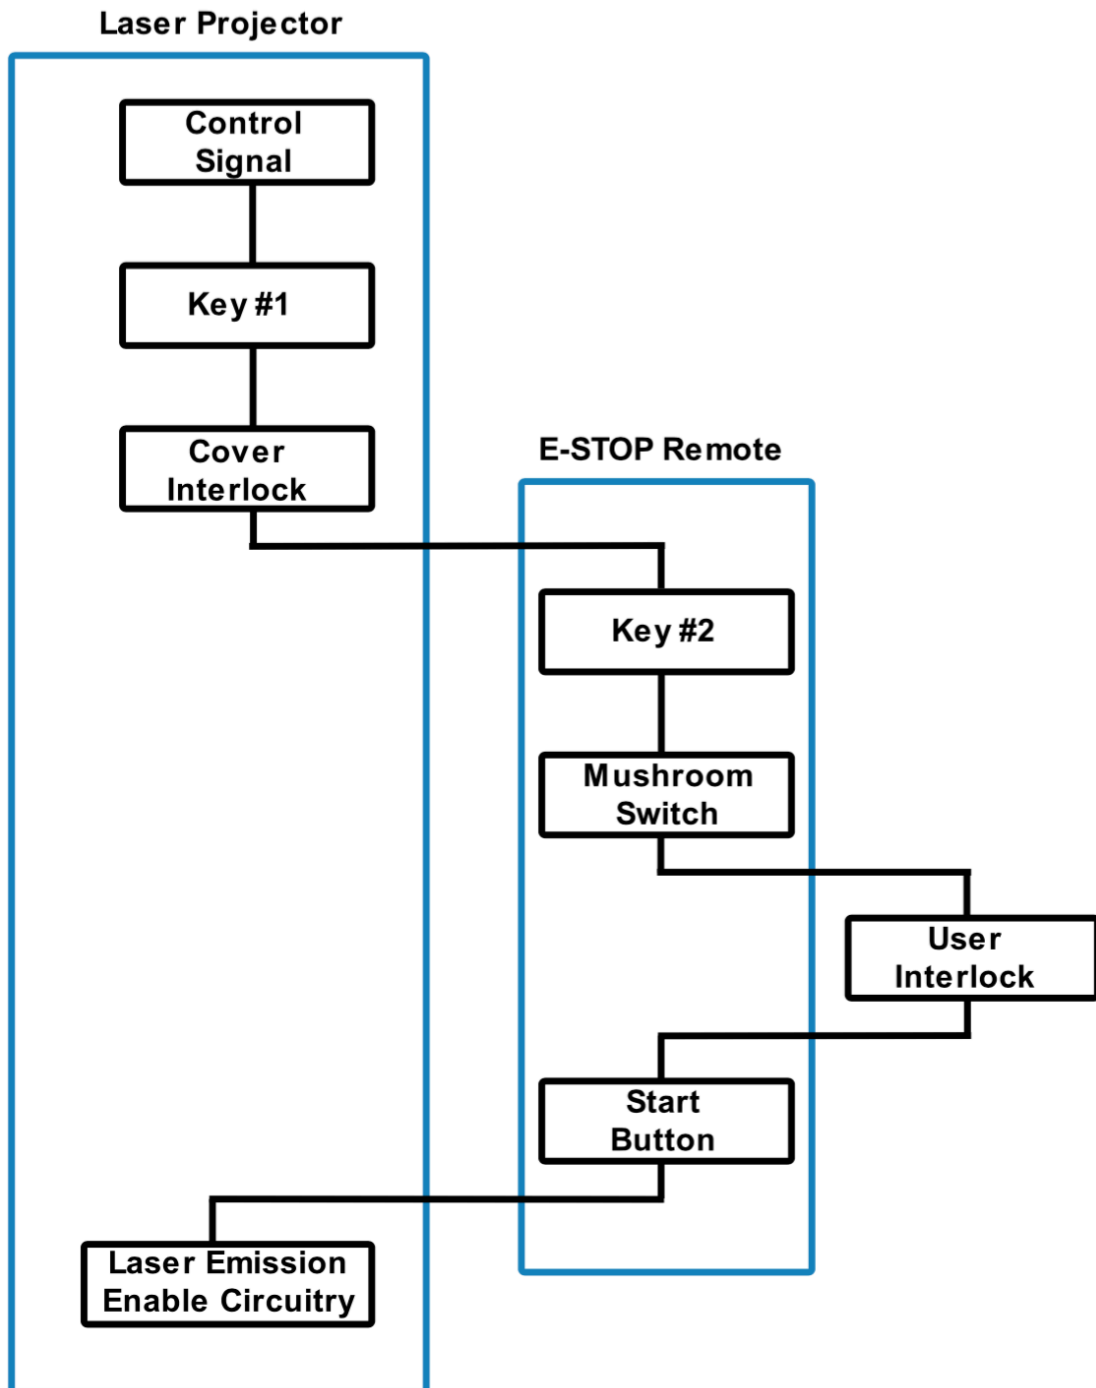 Laser Projector
Control
Signal
Key #1
Cover
Interlock
E-STOP Remote
Key #2
Mushroom
Switch
User
Interlock
Start
Button
Laser Emission
Enable Circuitry